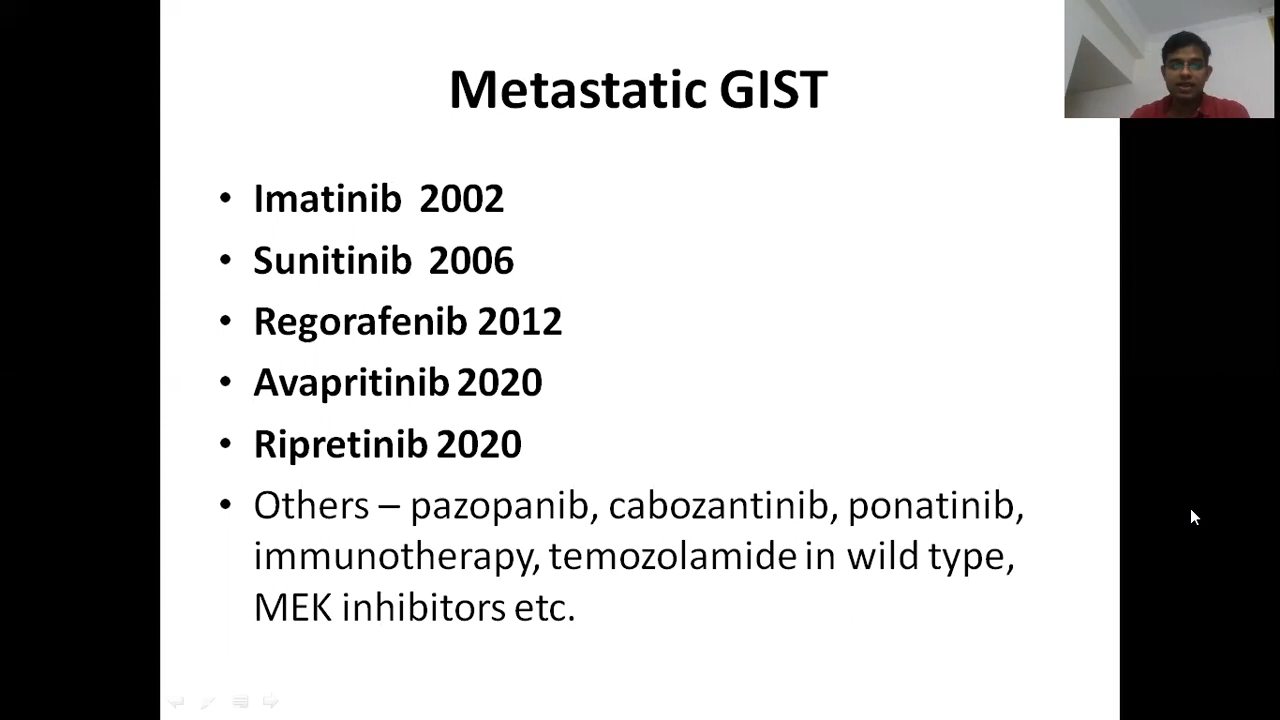 Metastatic GIST
• Imatinib 2002
• Sunitinib 2006
• Regorafenib 2012
• Avapritinib 2020
• Ripretinib 2020
• Others – pazopanib, cabozantinib, ponatinib,
immunotherapy, temozolamide in wild type,
MEK inhibitors etc.